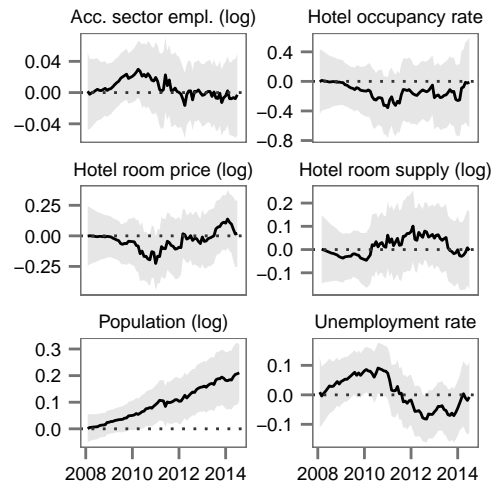 Acc. sector empl. (log)
0.04
0.00
−0.04
Hotel occupancy rate
0.4
0.0
−0.4
−0.8
Hotel room price (log)
0.25
0.00
−0.25
Hotel room supply (log)
0.2
0.1
0.0
−0.1
Population (log)
0.3
0.2
0.1
0.0
2008 2010 2012 2014
Unemployment rate
0.1
0.0
−0.1
2008 2010 2012 2014